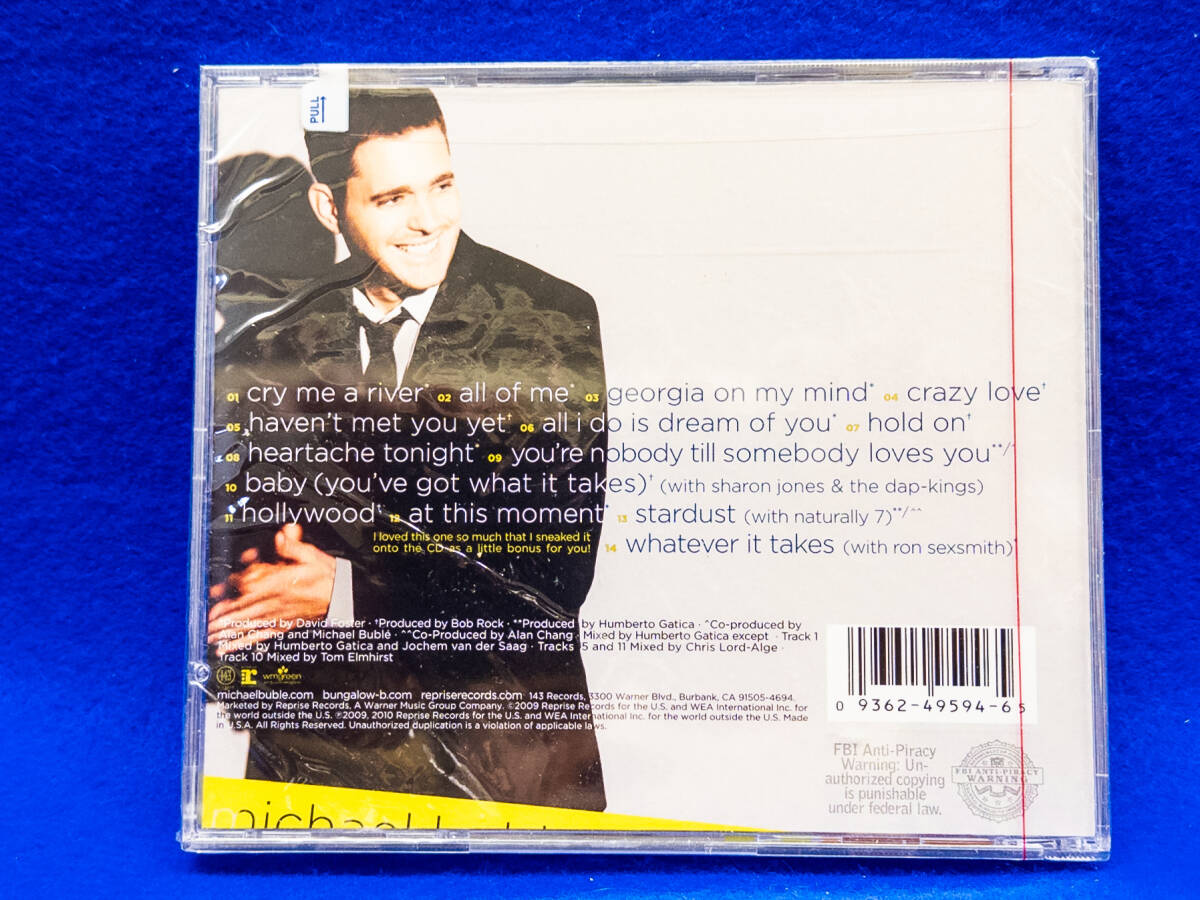 PULL
01 cry me a river* 02 all of me* 03 georgia on my mind* 04 crazy love†
05 haven't met you yet† 06 all i do is dream of you* 07 hold on†
08 heartache tonight* 09 you're nobody till somebody loves you**/^
10 baby (you've got what it takes)† (with sharon jones & the dap-kings)
11 hollywood† 12 at this moment* 13 stardust (with naturally 7)**/^^
I loved this one so much that I sneaked it
onto the CD as a little bonus for you! 14 whatever it takes (with ron sexsmith)†
*Produced by David Foster · †Produced by Bob Rock · **Produced by Humberto Gatica · ^Co-produced by
Alan Chang and Michael Bublé · ^^Co-Produced by Alan Chang · Mixed by Humberto Gatica except · Track 1
Mixed by Humberto Gatica and Jochem van der Saag · Tracks 5 and 11 Mixed by Chris Lord-Alge ·
Track 10 Mixed by Tom Elmhirst
143 r wmgreen
michaelbuble.com bungalow-b.com repriserecords.com 143 Records, 3300 Warner Blvd., Burbank, CA 91505-4694.
Marketed by Reprise Records, A Warner Music Group Company. ©2009 Reprise Records for the U.S. and WEA International Inc. for
the world outside the U.S. ℗2009, 2010 Reprise Records for the U.S. and WEA International Inc. for the world outside the U.S. Made
in U.S.A. All Rights Reserved. Unauthorized duplication is a violation of applicable laws.
0 9362-49594-6 5
FBI Anti-Piracy
Warning: Un-
authorized copying
is punishable
under federal law.
FBI ANTI-PIRACY
WARNING
michael